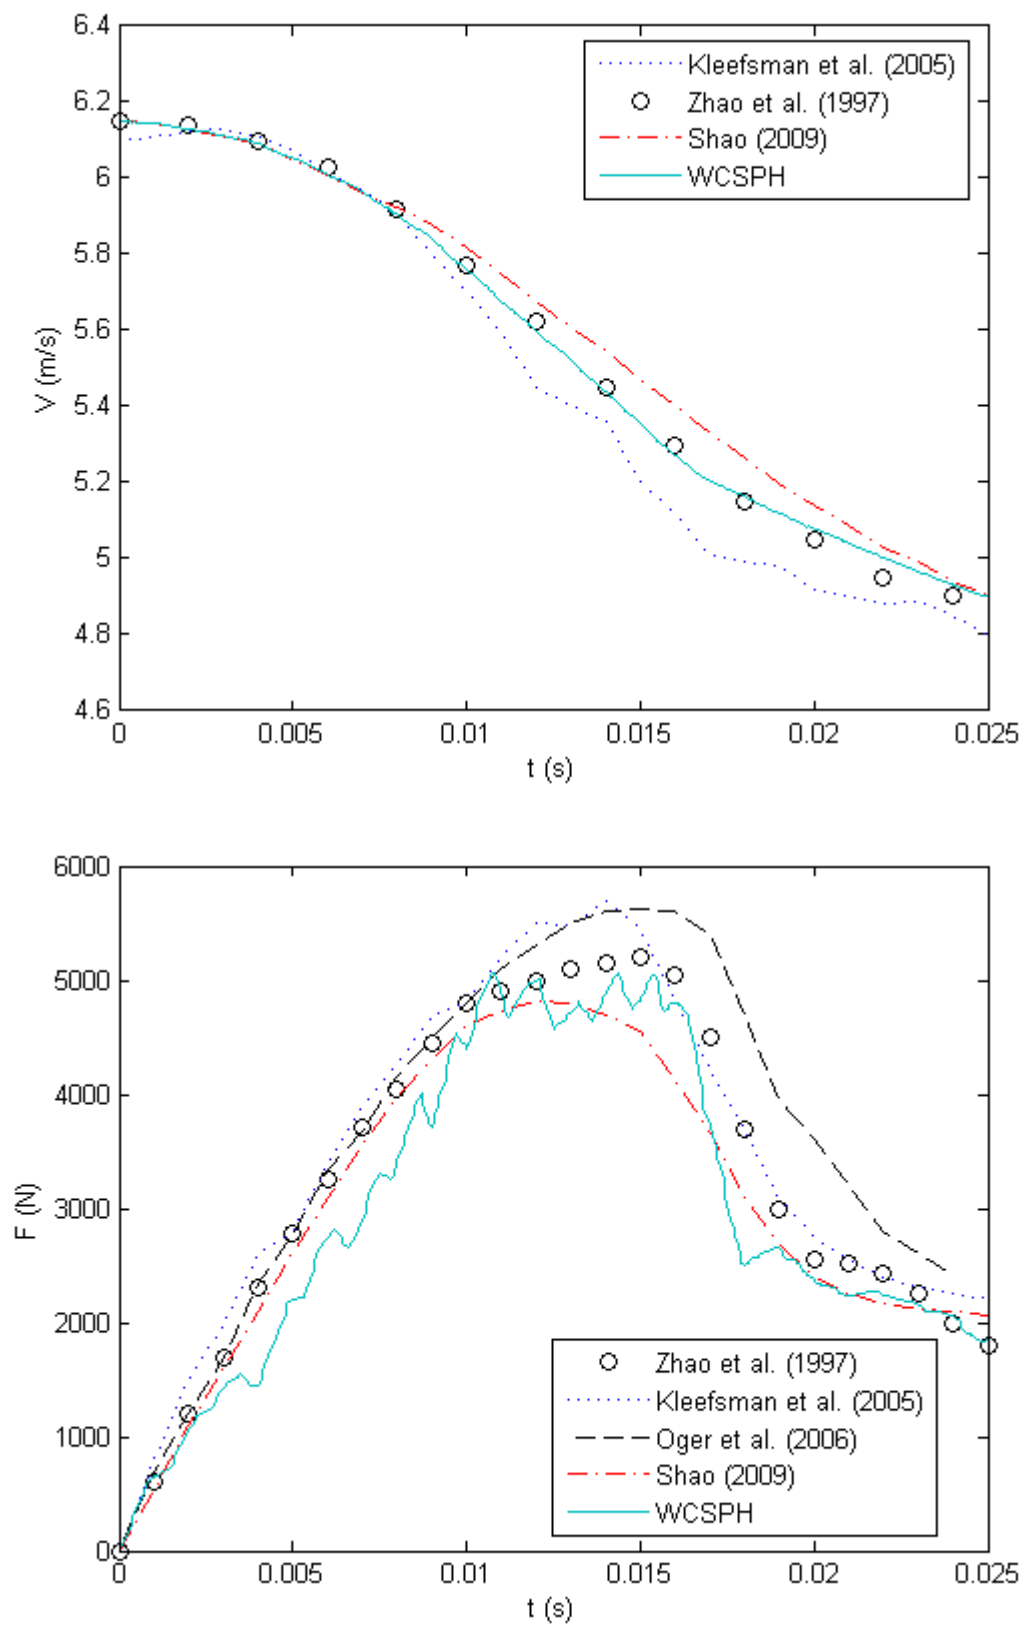 6.4
6.2
6
5.8
5.6
5.4
5.2
5
4.8
4.6
V (m/s)
Kleefsman et al. (2005)
Zhao et al. (1997)
Shao (2009)
WCSPH
0
0.005
0.01
0.015
0.02
0.025
t (s)
6000
5000
4000
3000
2000
1000
0
F (N)
Zhao et al. (1997)
Kleefsman et al. (2005)
Oger et al. (2006)
Shao (2009)
WCSPH
0
0.005
0.01
0.015
0.02
0.025
t (s)